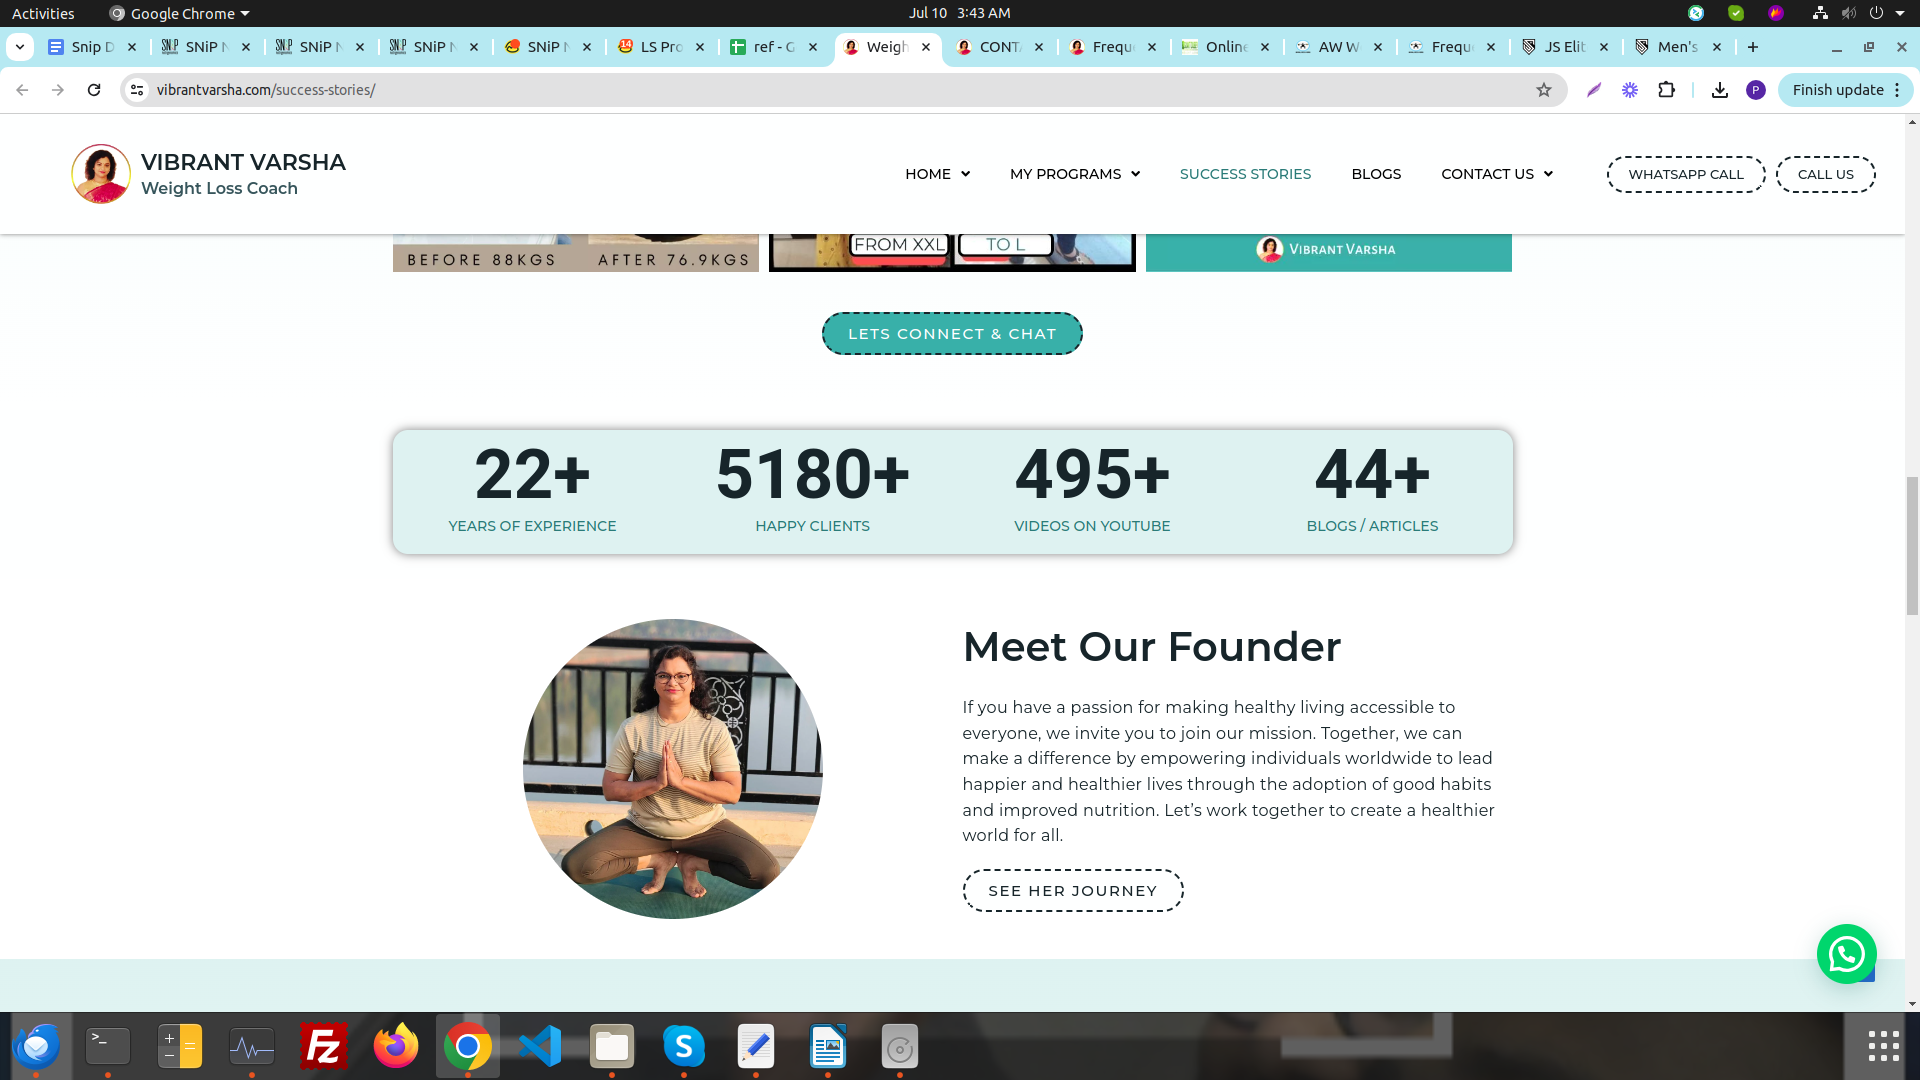 Activities
Google Chrome
Jul 10 3:43 AM
Snip D
SNiP N
SNiP N
SNiP N
SNiP N
LS Pro
ref - G
Weigh
CONTA
Frequ
Online
AW W
Frequ
JS Elit
Men's
vibrantvarsha.com/success-stories/
P
Finish update
VIBRANT VARSHA
Weight Loss Coach
HOME
MY PROGRAMS
SUCCESS STORIES
BLOGS
CONTACT US
WHATSAPP CALL
CALL US
BEFORE 88KGS
AFTER 76.9KGS
FROM XXL
TO L
VIBRANT VARSHA
LETS CONNECT & CHAT
22+
YEARS OF EXPERIENCE
5180+
HAPPY CLIENTS
495+
VIDEOS ON YOUTUBE
44+
BLOGS / ARTICLES
Meet Our Founder
If you have a passion for making healthy living accessible to
everyone, we invite you to join our mission. Together, we can
make a difference by empowering individuals worldwide to lead
happier and healthier lives through the adoption of good habits
and improved nutrition. Let’s work together to create a healthier
world for all.
SEE HER JOURNEY